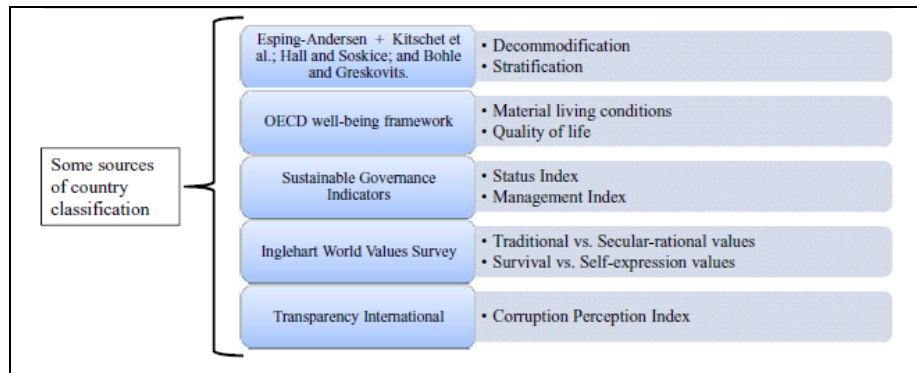 Some sources
of country
classification
Esping-Andersen + Kitschet et
al.; Hall and Soskice; and Bohle
and Greskovits.
• Decommodification
• Stratification
OECD well-being framework
• Material living conditions
• Quality of life
Sustainable Governance
Indicators
• Status Index
• Management Index
Inglehart World Values Survey
• Traditional vs. Secular-rational values
• Survival vs. Self-expression values
Transparency International
• Corruption Perception Index